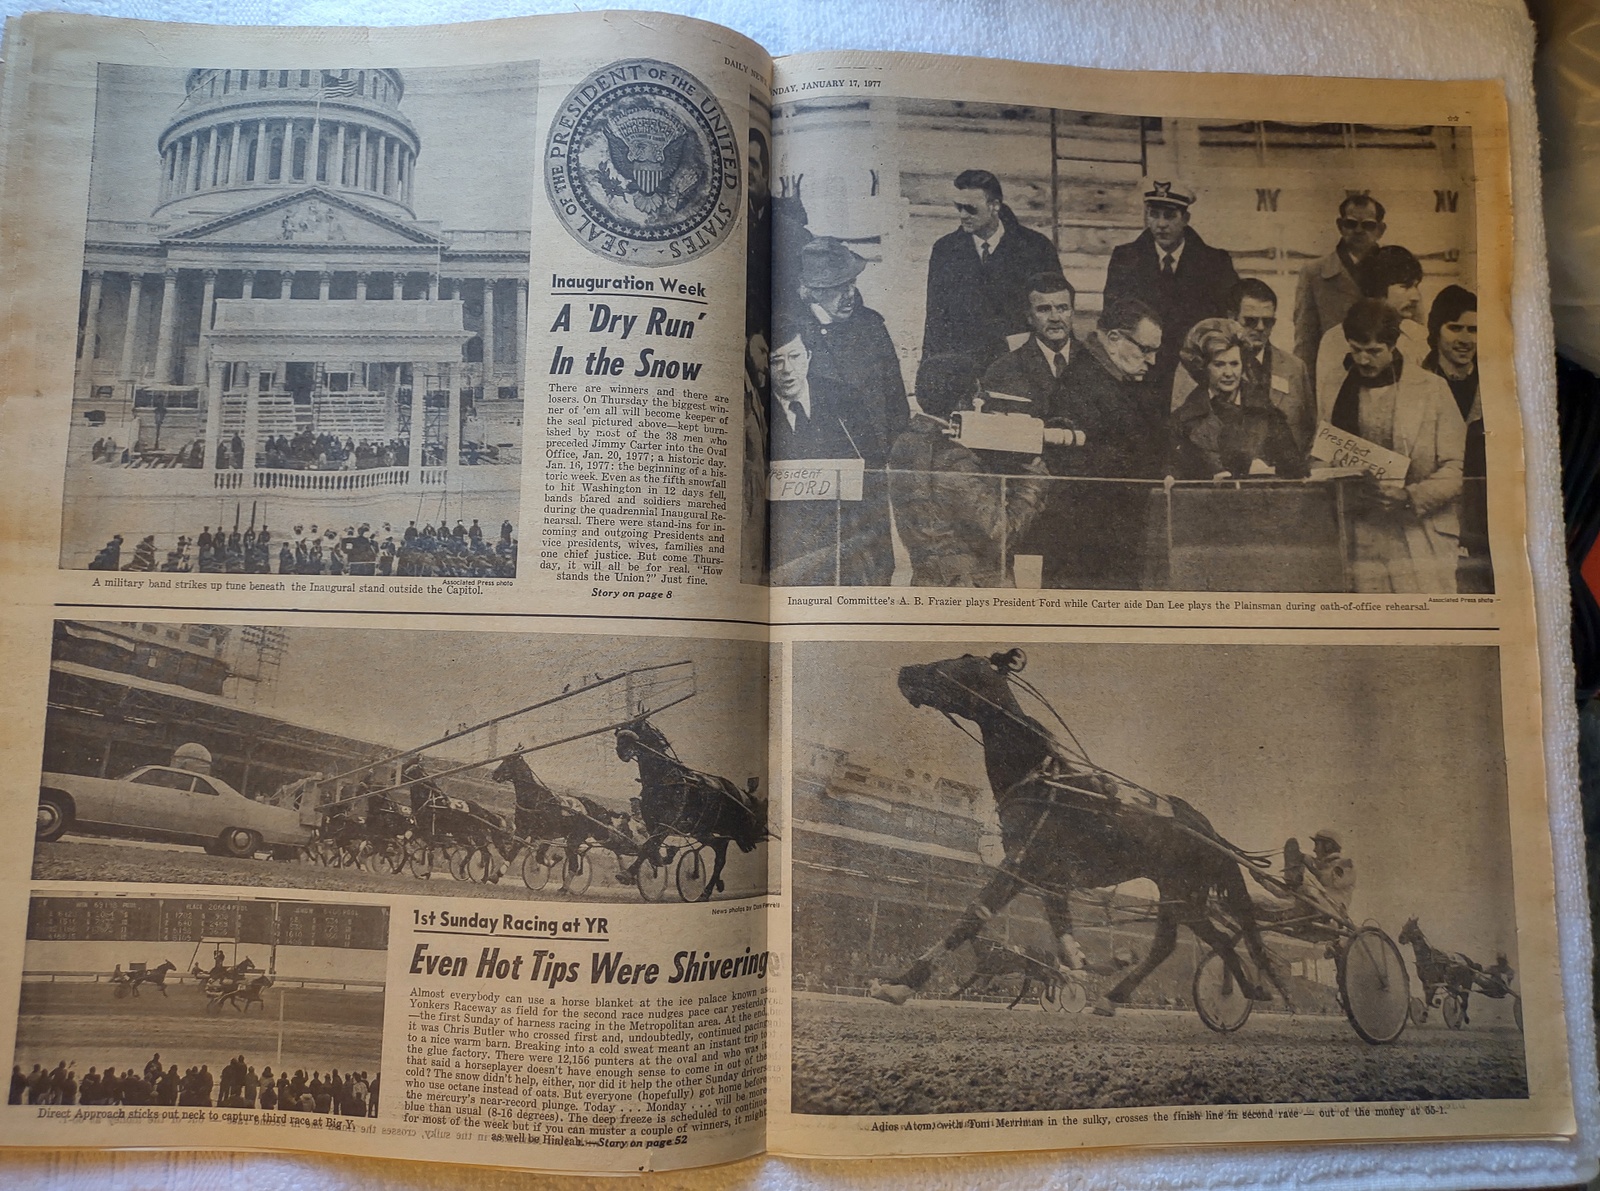 DAILY NEWS
NDAY, JANUARY 17, 1977
SEAL OF THE PRESIDENT OF THE UNITED STATES
Inauguration Week
A 'Dry Run'
In the Snow
There are winners and there are
losers. On Thursday the biggest win-
ner of 'em all will become keeper of
the seal pictured above—kept burn-
ished by most of the 38 men who
preceded Jimmy Carter into the Oval
Office, Jan. 20, 1977; a historic day.
Jan. 16, 1977: the beginning of a his-
toric week. Even as the fifth snowfall
to hit Washington in 12 days fell,
bands blared and soldiers marched
during the quadrennial Inaugural Re-
hearsal. There were stand-ins for in-
coming and outgoing Presidents and
vice presidents, wives, families and
one chief justice. But come Thurs-
day, it will all be for real. "How
stands the Union?" Just fine.
Story on page 8
Associated Press photo
A military band strikes up tune beneath the Inaugural stand outside the Capitol.
resident
FORD
Pres. Elect
CARTER
Associated Press photo
Inaugural Committee's A. B. Frazier plays President Ford while Carter aide Dan Lee plays the Plainsman during oath-of-office rehearsal.
News photos by Dan
1st Sunday Racing at YR
Even Hot Tips Were Shivering
Almost everybody can use a horse blanket at the ice palace known as
Yonkers Raceway as field for the second race nudges pace car yesterday
—the first Sunday of harness racing in the Metropolitan area. At the end,
it was Chris Butler who crossed first and, undoubtedly, continued pacing
to a nice warm barn. Breaking into a cold sweat meant an instant trip to
the glue factory. There were 12,156 punters at the oval and who was it
that said a horseplayer doesn't have enough sense to come in out of the
cold? The snow didn't help, either, nor did it help the other Sunday drivers
who use octane instead of oats. But everyone (hopefully) got home before
the mercury's near-record plunge. Today . . . Monday . . . will be more
blue than usual (8-16 degrees). The deep freeze is scheduled to continue
for most of the week but if you can muster a couple of winners, it might
as well be Hialeah. —Story on page 52
Direct Approach sticks out neck to capture third race at Big Y.
Adios Atom, with Tom Merriman in the sulky, crosses the finish line in second race — out of the money at 65-1.